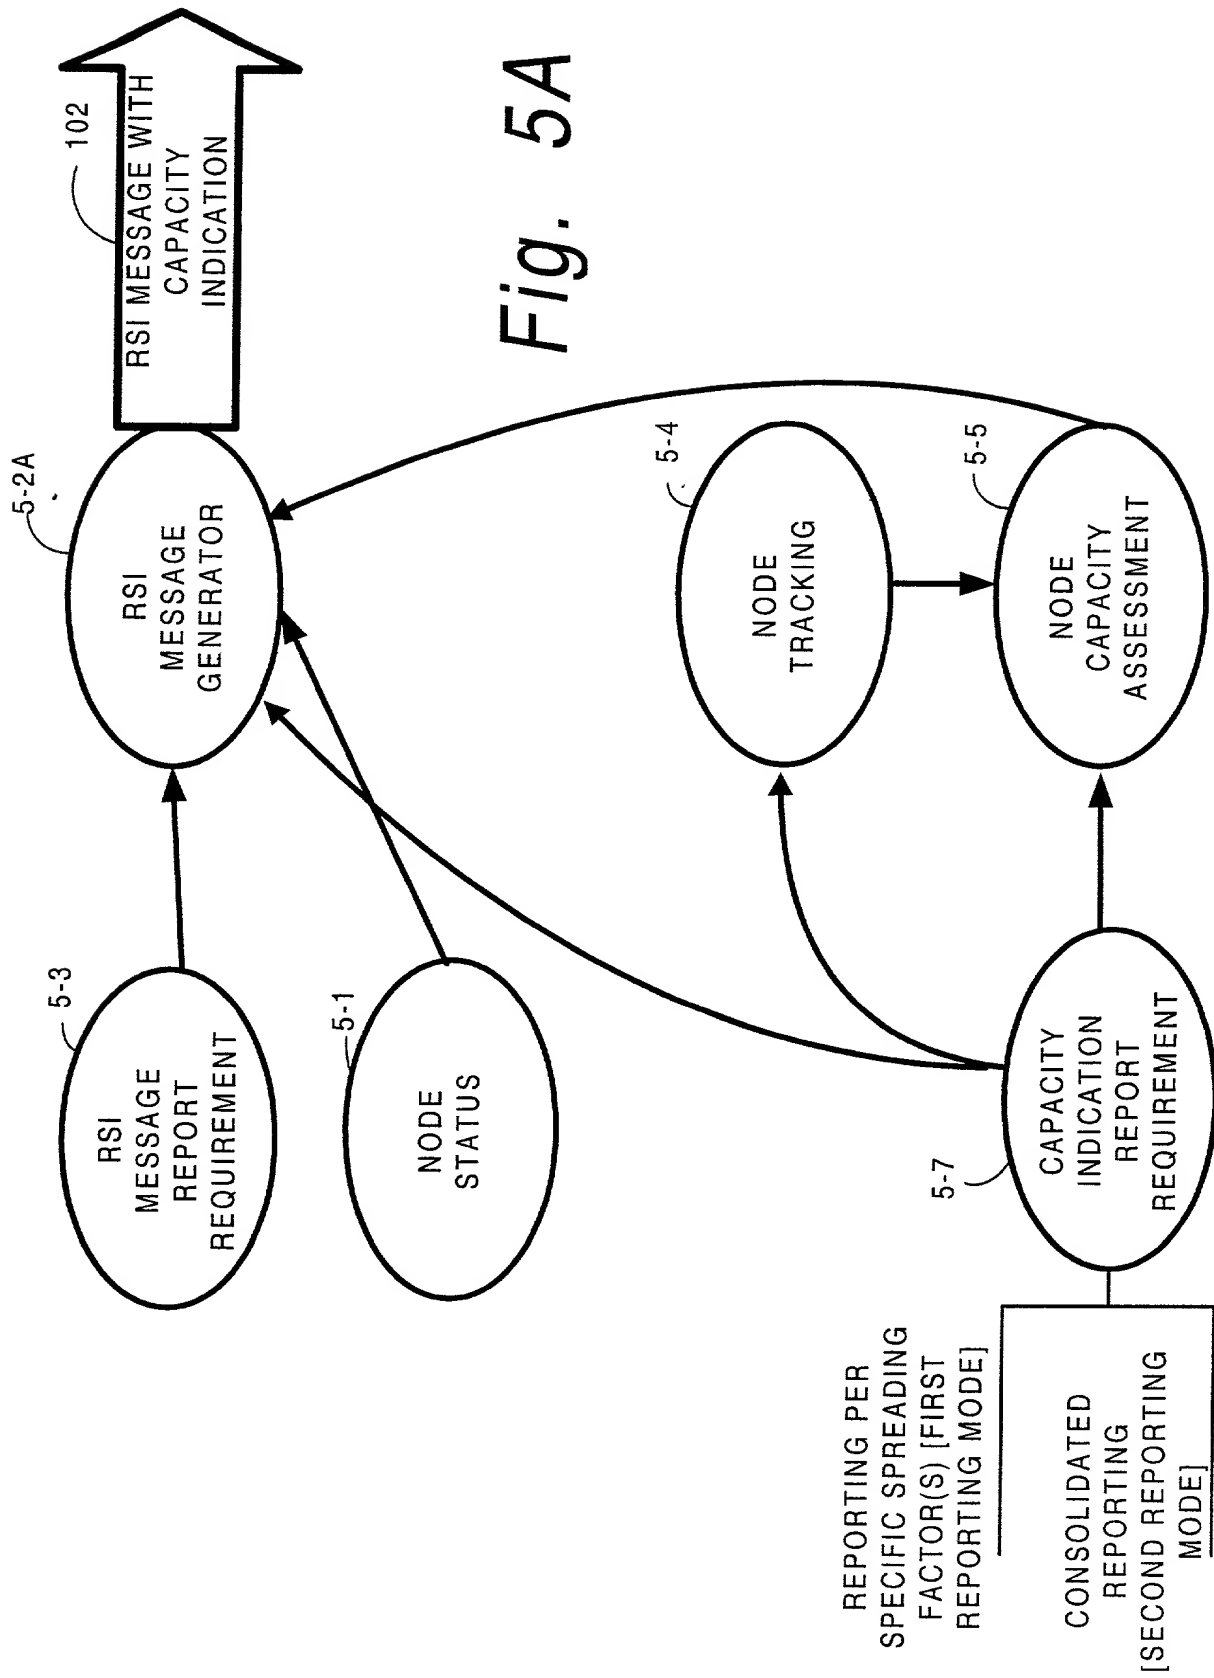 REPORTING PER
SPECIFIC SPREADING
FACTOR(S) [FIRST
REPORTING MODE]
CONSOLIDATED
REPORTING
[SECOND REPORTING
MODE]
5-7
CAPACITY
INDICATION
REPORT
REQUIREMENT
5-3
RSI
MESSAGE
REPORT
REQUIREMENT
5-1
NODE
STATUS
5-2A
RSI
MESSAGE
GENERATOR
5-4
NODE
TRACKING
5-5
NODE
CAPACITY
ASSESSMENT
102
RSI MESSAGE WITH
CAPACITY
INDICATION
Fig. 5A